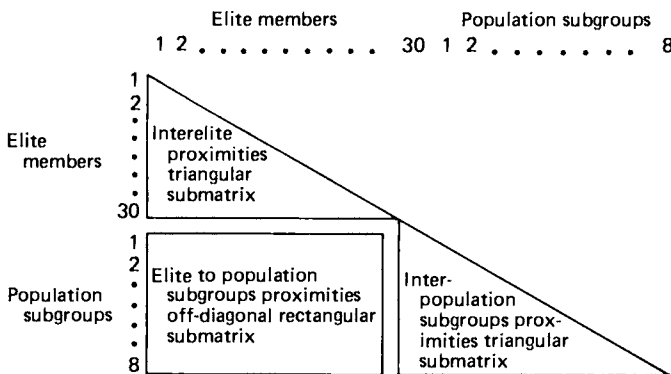 Elite members
Population subgroups
1 2 . . . . . . . . . 30 1 2 . . . . . . . 8
1
2
.
.
.
.
.
30
Elite
members
Interelite
proximities
triangular
submatrix
1
2
.
.
.
.
.
8
Population
subgroups
Elite to population
subgroups proximities
off-diagonal rectangular
submatrix
Inter-
population
subgroups prox-
imities triangular
submatrix